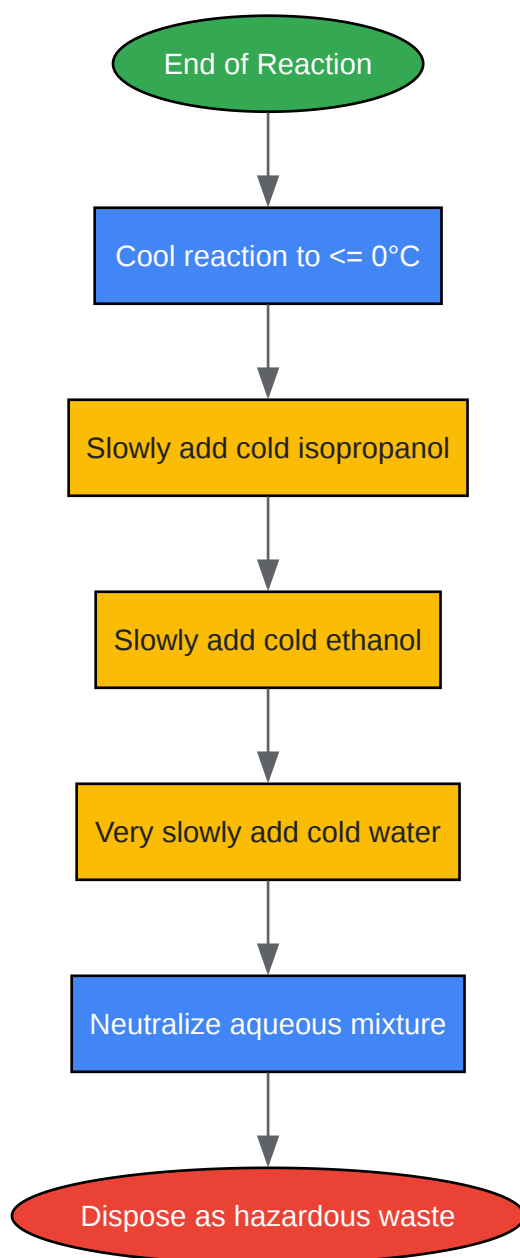 End of Reaction
Cool reaction to <= 0°C
Slowly add cold isopropanol
Slowly add cold ethanol
Very slowly add cold water
Neutralize aqueous mixture
Dispose as hazardous waste